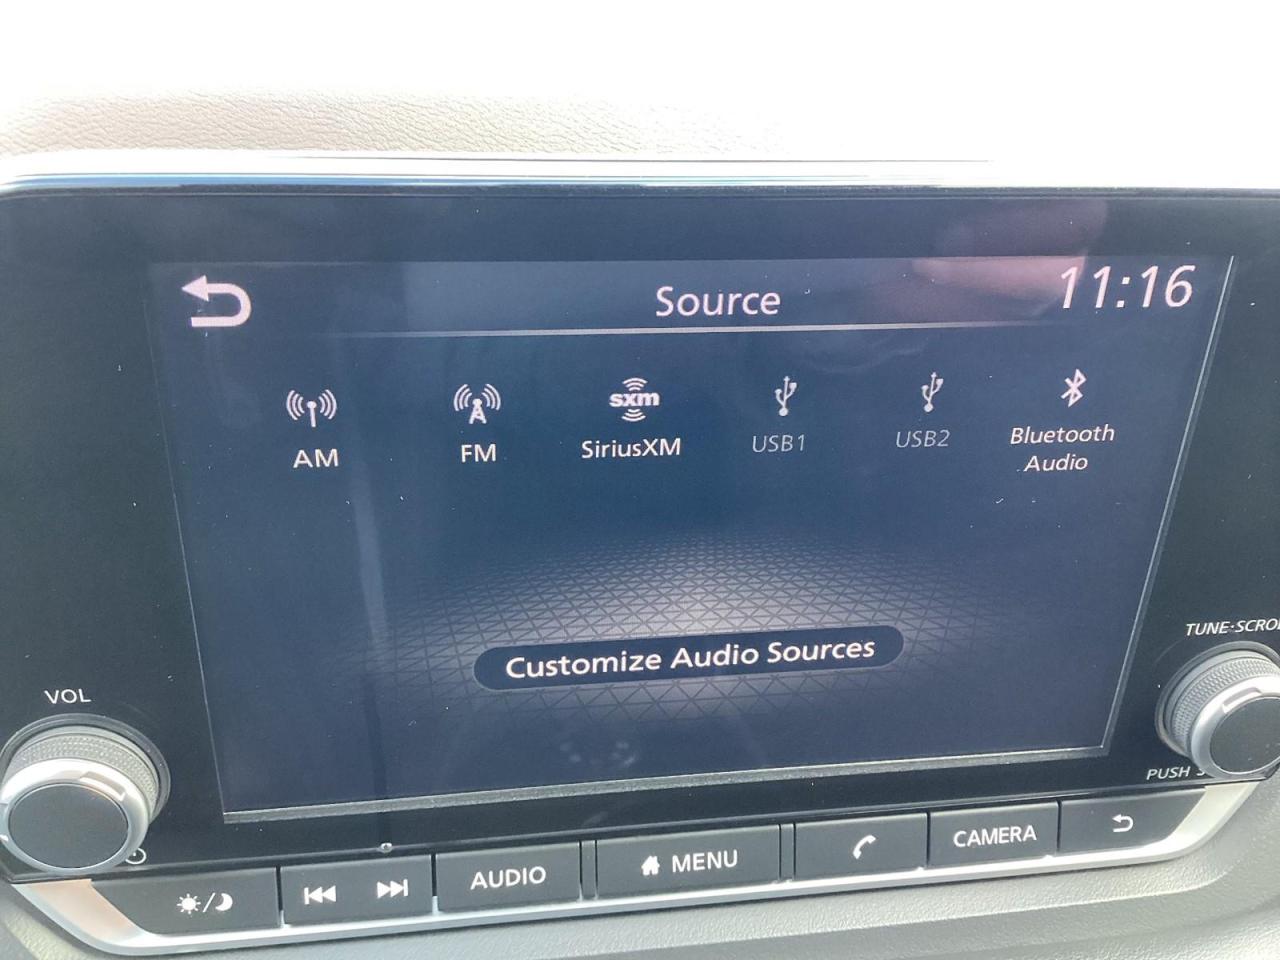 Source
11:16
AM
FM
sxm
SiriusXM
USB1
USB2
Bluetooth
Audio
Customize Audio Sources
VOL
TUNE·SCRO
PUSH
AUDIO
MENU
CAMERA